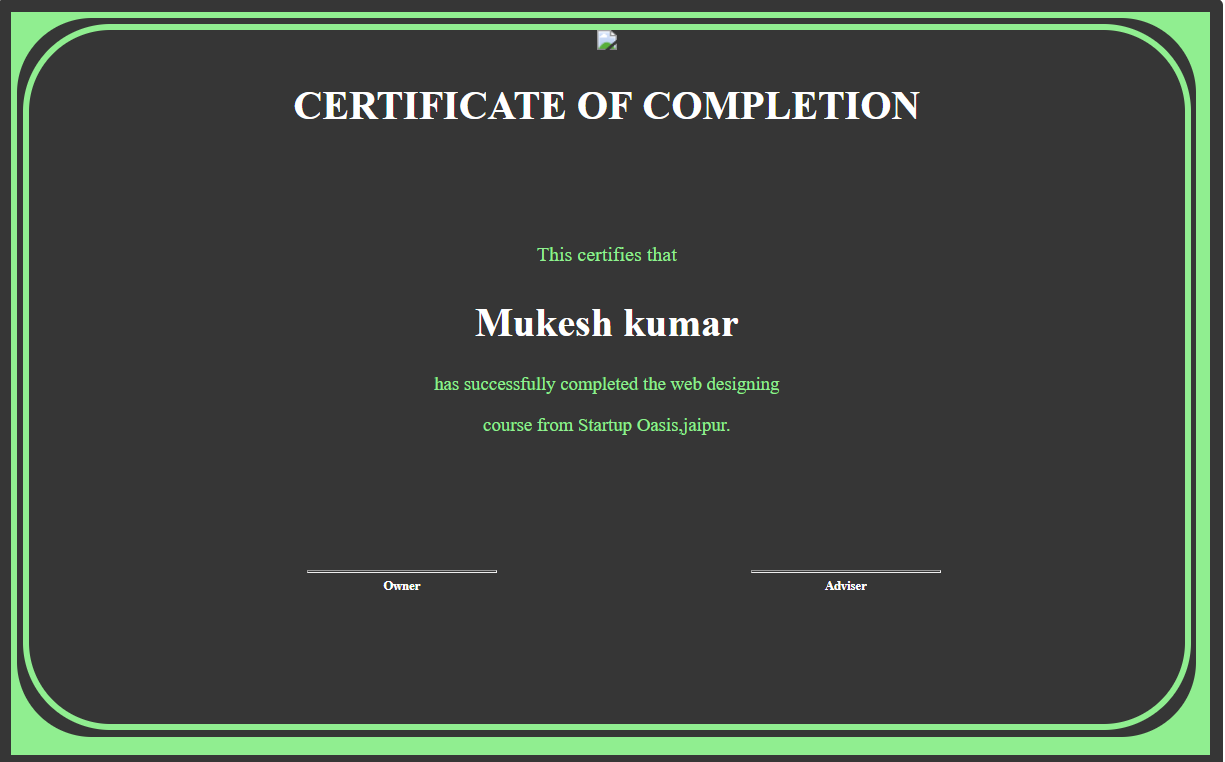 CERTIFICATE OF COMPLETION
This certifies that
Mukesh kumar
has successfully completed the web designing
course from Startup Oasis,jaipur.
Owner
Adviser